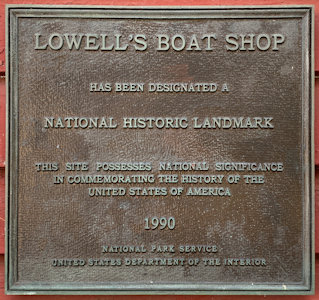 LOWELL'S BOAT SHOP
HAS BEEN DESIGNATED A
NATIONAL HISTORIC LANDMARK
THIS SITE POSSESSES NATIONAL SIGNIFICANCE
IN COMMEMORATING THE HISTORY OF THE
UNITED STATES OF AMERICA
1990
NATIONAL PARK SERVICE
UNITED STATES DEPARTMENT OF THE INTERIOR